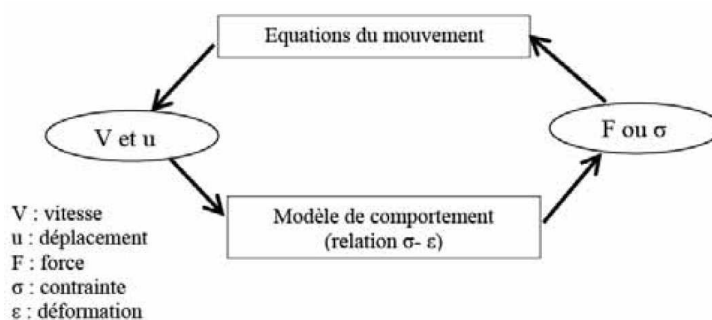 Equations du mouvement
V et u
F ou σ
Modèle de comportement
(relation σ- ε)
V : vitesse
u : déplacement
F : force
σ : contrainte
ε : déformation